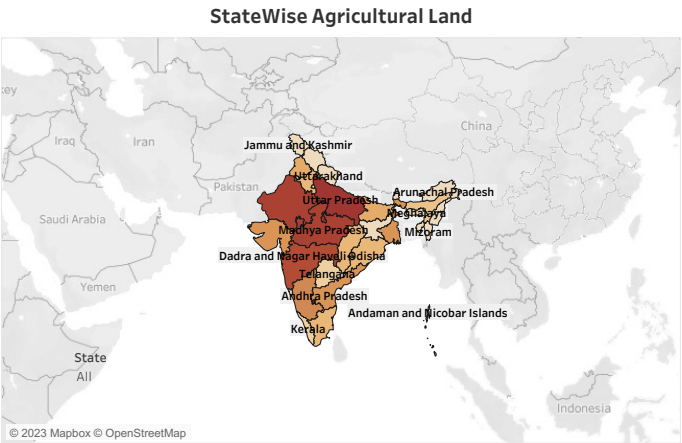 StateWise Agricultural Land
key
China
Jammu and Kashmir
Iraq
Iran
Uttarakhand
Pakistan
Arunachal Pradesh
Uttar Pradesh
Meghalaya
Saudi Arabia
Madhya Pradesh
Mizoram
Dadra and Nagar Haveli
Odisha
Telangana
Yemen
Andhra Pradesh
Andaman and Nicobar Islands
Kerala
State
All
Indonesia
© 2023 Mapbox © OpenStreetMap